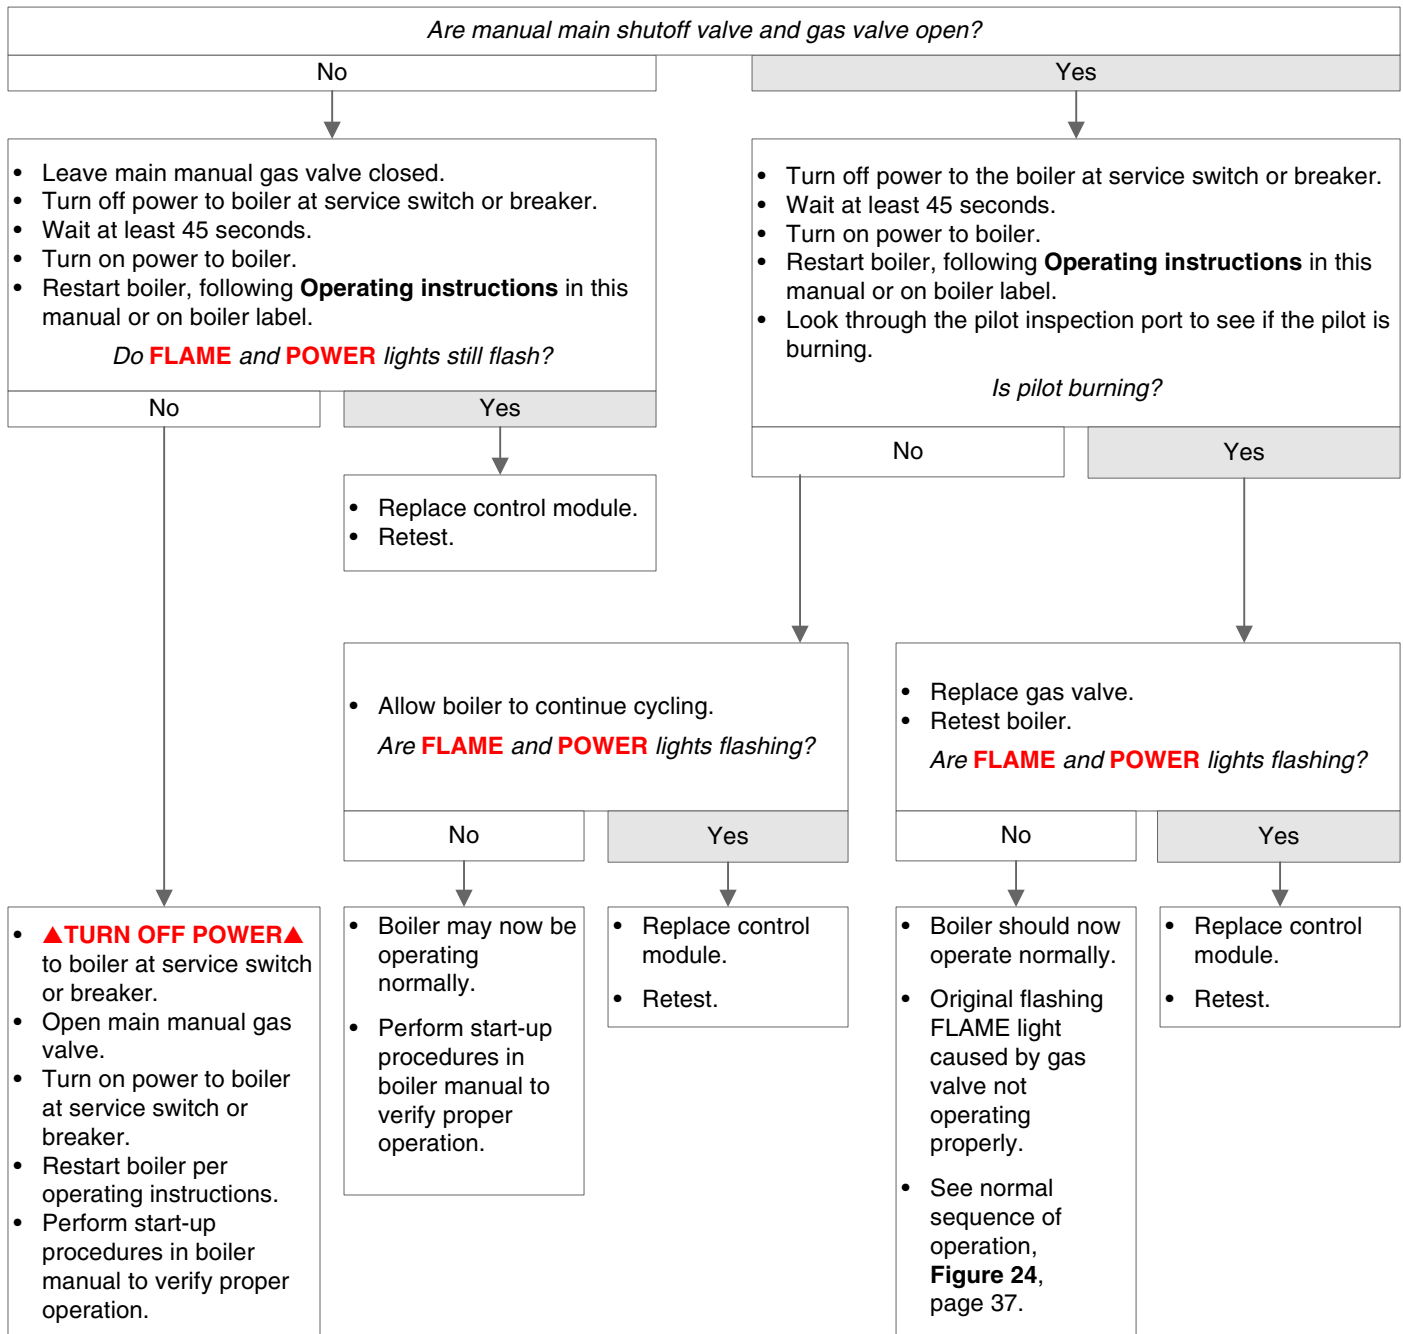 Are manual main shutoff valve and gas valve open?
No
Yes
• Leave main manual gas valve closed.
• Turn off power to boiler at service switch or breaker.
• Wait at least 45 seconds.
• Turn on power to boiler.
• Restart boiler, following Operating instructions in this
manual or on boiler label.
Do FLAME and POWER lights still flash?
No
Yes
• Turn off power to the boiler at service switch or breaker.
• Wait at least 45 seconds.
• Turn on power to boiler.
• Restart boiler, following Operating instructions in this
manual or on boiler label.
• Look through the pilot inspection port to see if the pilot is
burning.
Is pilot burning?
No
Yes
• Replace control module.
• Retest.
• Allow boiler to continue cycling.
Are FLAME and POWER lights flashing?
No
Yes
• Replace gas valve.
• Retest boiler.
Are FLAME and POWER lights flashing?
No
Yes
• ▲TURN OFF POWER▲
to boiler at service switch
or breaker.
• Open main manual gas
valve.
• Turn on power to boiler
at service switch or
breaker.
• Restart boiler per
operating instructions.
• Perform start-up
procedures in boiler
manual to verify proper
operation.
• Boiler may now be
operating
normally.
• Perform start-up
procedures in
boiler manual to
verify proper
operation.
• Replace control
module.
• Retest.
• Boiler should now
operate normally.
• Original flashing
FLAME light
caused by gas
valve not
operating
properly.
• See normal
sequence of
operation,
Figure 24,
page 37.
• Replace control
module.
• Retest.